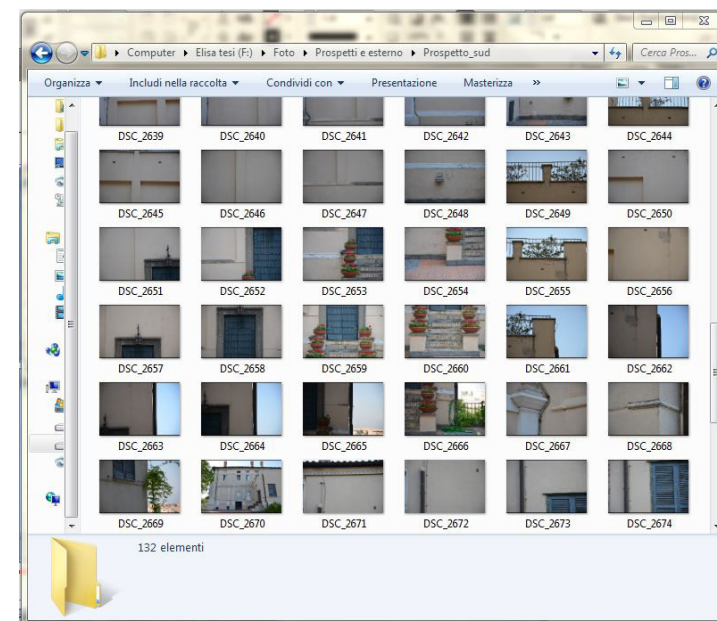 Computer ▸ Elisa tesi (F:) ▸ Foto ▸ Prospetti e esterno ▸ Prospetto_sud
Cerca Pros...
Organizza Includi nella raccolta Condividi con Presentazione Masterizza »
DSC_2639 DSC_2640 DSC_2641 DSC_2642 DSC_2643 DSC_2644
DSC_2645 DSC_2646 DSC_2647 DSC_2648 DSC_2649 DSC_2650
DSC_2651 DSC_2652 DSC_2653 DSC_2654 DSC_2655 DSC_2656
DSC_2657 DSC_2658 DSC_2659 DSC_2660 DSC_2661 DSC_2662
DSC_2663 DSC_2664 DSC_2665 DSC_2666 DSC_2667 DSC_2668
DSC_2669 DSC_2670 DSC_2671 DSC_2672 DSC_2673 DSC_2674
132 elementi